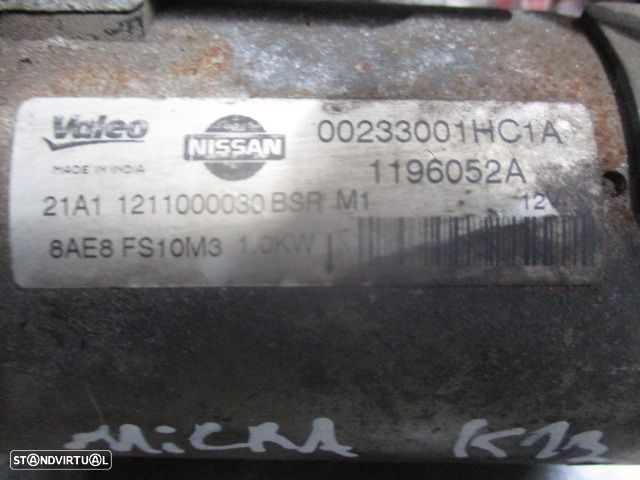 Valeo NISSAN 00233001HC1A
MADE IN INDIA 1196052A
21A1 1211000030 BSR M1 12
8AE8 FS10M3 1.0KW
MiCRA K13
STANDVIRTUAL